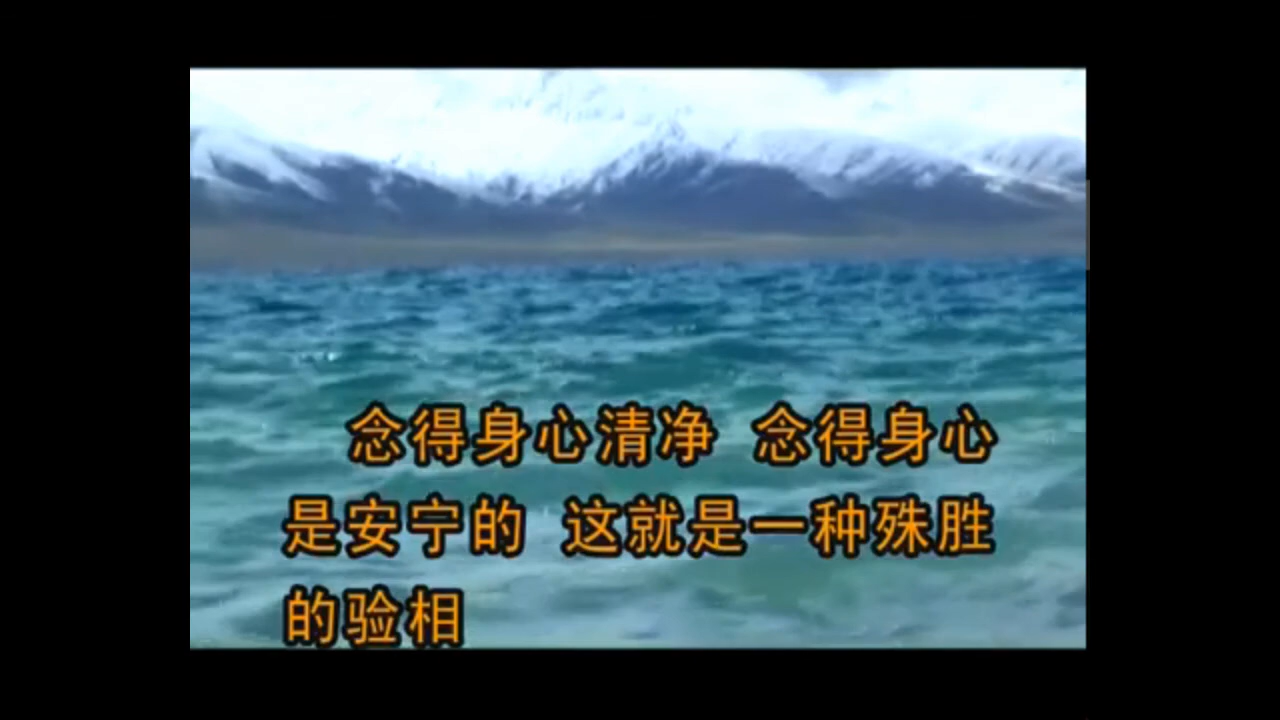 念得身心清净 念得身心
是安宁的 这就是一种殊胜
的验相